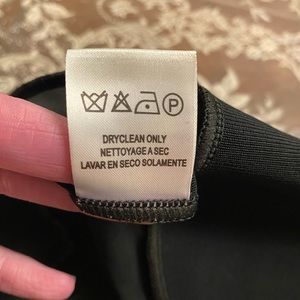 P
DRYCLEAN ONLY
NETTOYAGE A SEC
LAVAR EN SECO SOLAMENTE